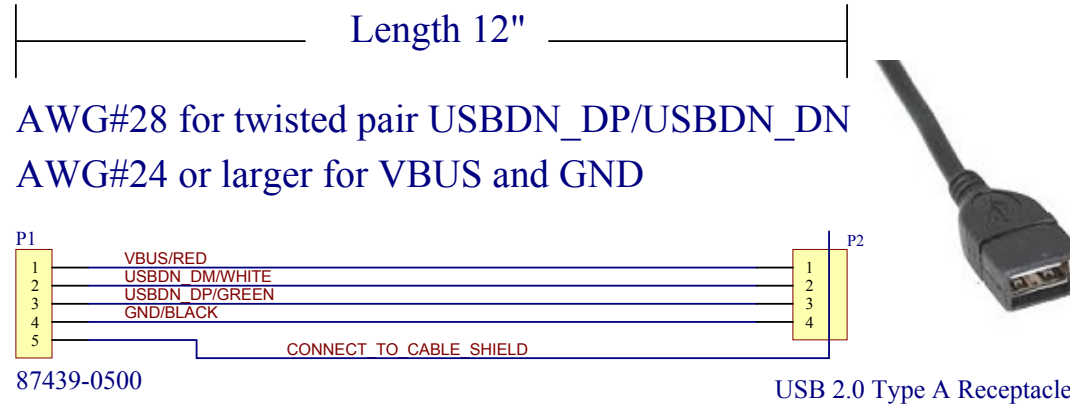 Length 12"
AWG#28 for twisted pair USBDN_DP/USBDN_DN
AWG#24 or larger for VBUS and GND
P1
P2
1 VBUS/RED 1
2 USBDN_DM/WHITE 2
3 USBDN_DP/GREEN 3
4 GND/BLACK 4
5 CONNECT_TO_CABLE_SHIELD
87439-0500
USB 2.0 Type A Receptacle